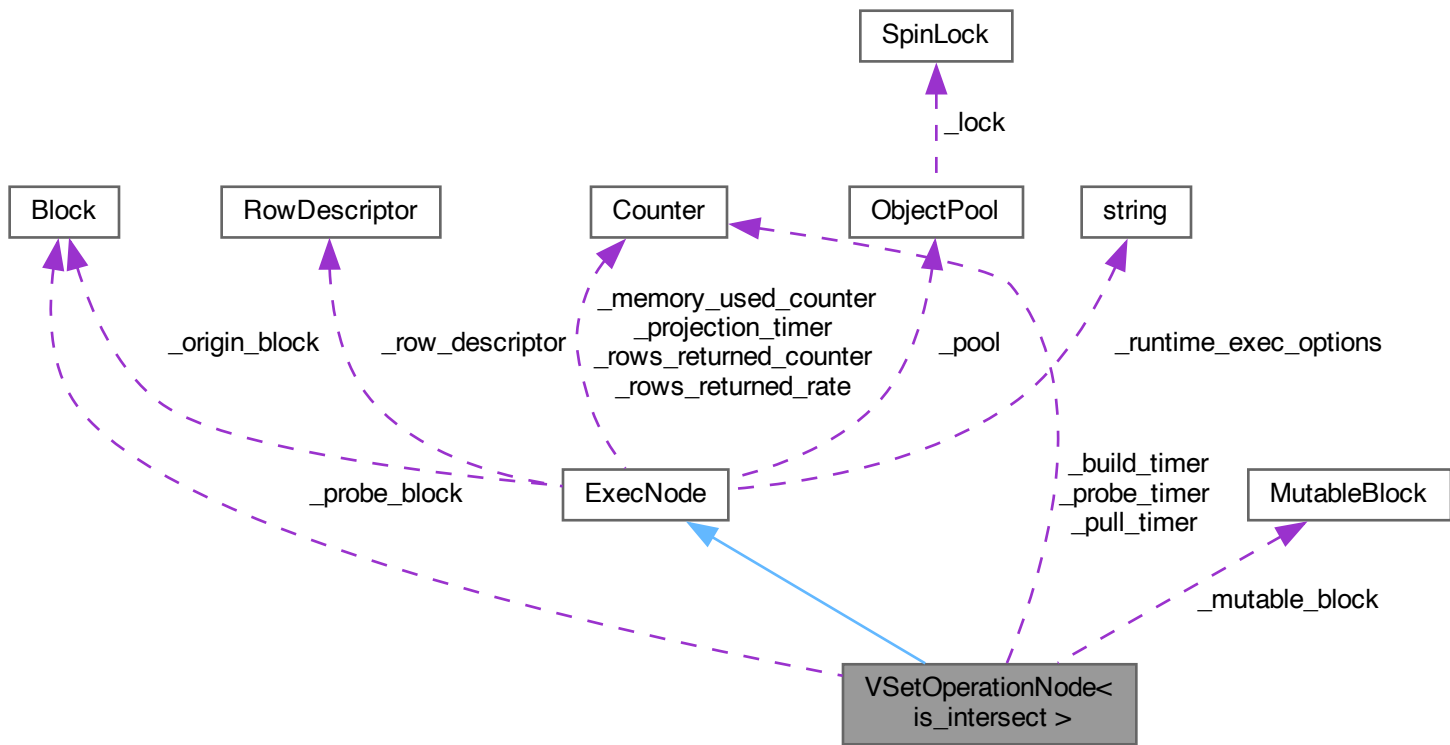 SpinLock
_lock
Block
RowDescriptor
Counter
ObjectPool
string
_origin_block
_row_descriptor
_memory_used_counter
_projection_timer
_rows_returned_counter
_rows_returned_rate
_pool
_runtime_exec_options
_probe_block
ExecNode
_build_timer
_probe_timer
_pull_timer
MutableBlock
_mutable_block
VSetOperationNode<
is_intersect >